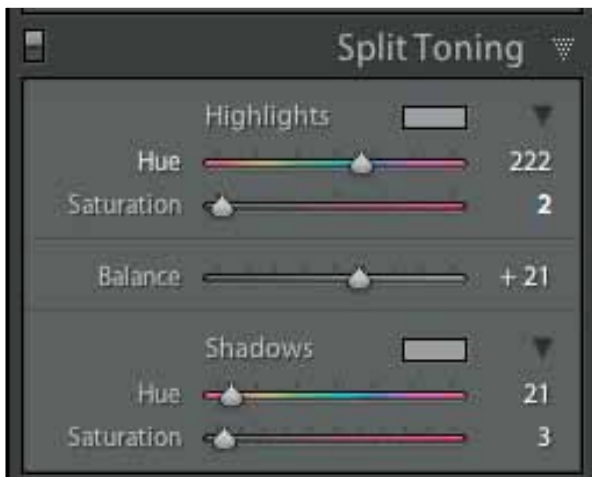 Split Toning
Highlights
Hue 222
Saturation 2
Balance + 21
Shadows
Hue 21
Saturation 3